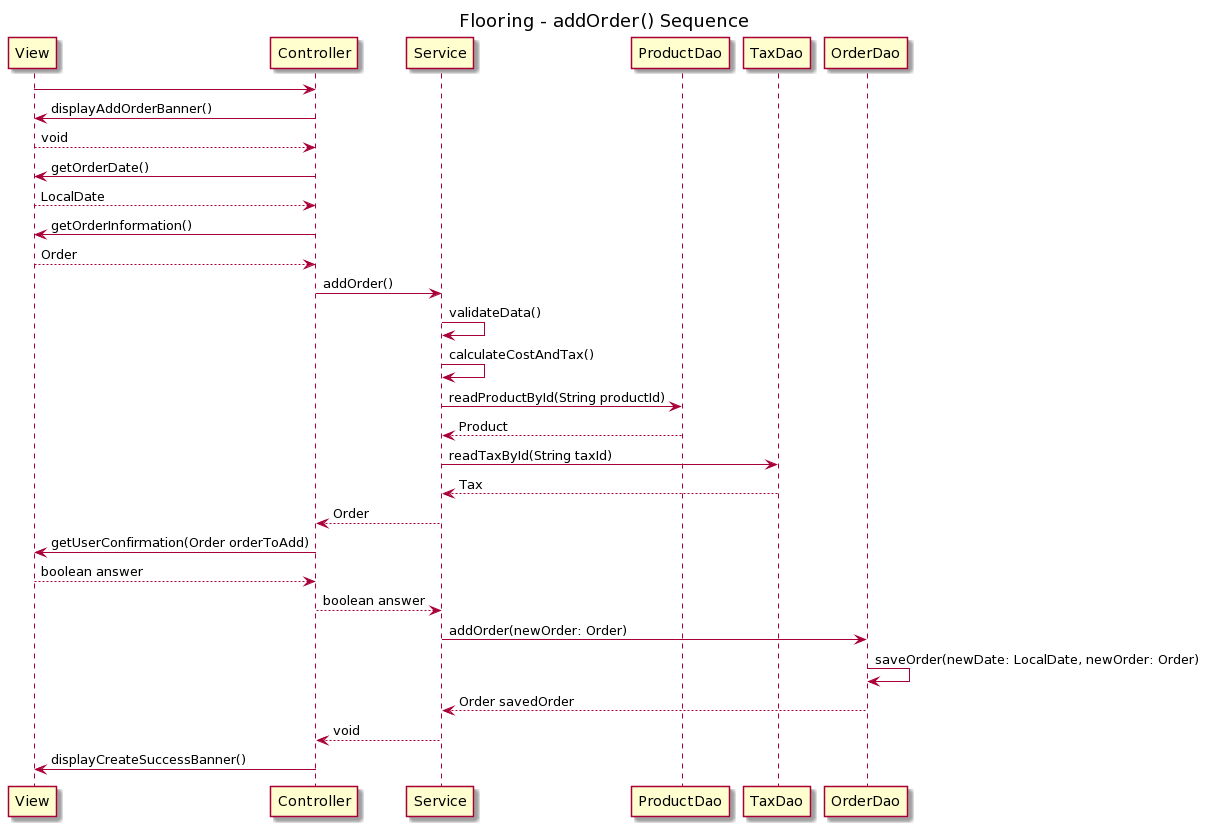 Flooring - addOrder() Sequence
View Controller Service ProductDao TaxDao OrderDao
displayAddOrderBanner()
void
getOrderDate()
LocalDate
getOrderInformation()
Order
addOrder()
validateData()
calculateCostAndTax()
readProductById(String productId)
Product
readTaxById(String taxId)
Tax
Order
getUserConfirmation(Order orderToAdd)
boolean answer
boolean answer
addOrder(newOrder: Order)
saveOrder(newDate: LocalDate, newOrder: Order)
Order savedOrder
void
displayCreateSuccessBanner()
View Controller Service ProductDao TaxDao OrderDao